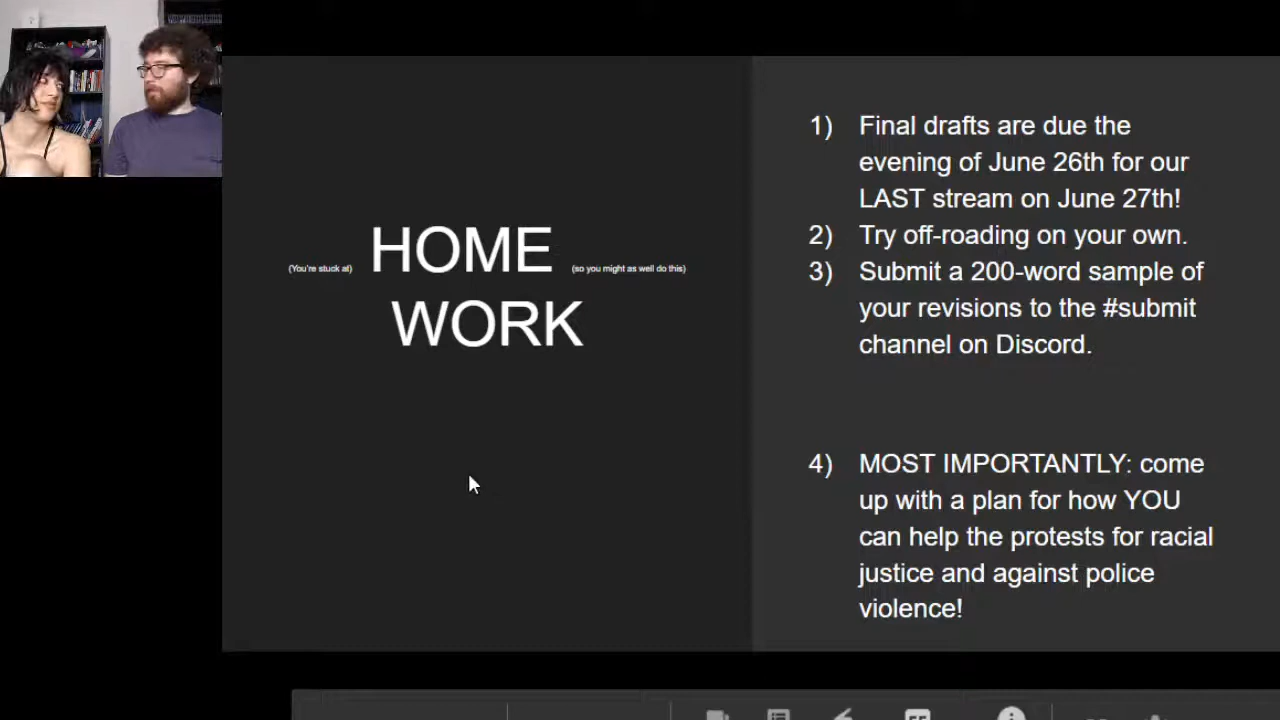 (You're stuck at) HOME (so you might as well do this)
WORK
1) Final drafts are due the
evening of June 26th for our
LAST stream on June 27th!
2) Try off-roading on your own.
3) Submit a 200-word sample of
your revisions to the #submit
channel on Discord.
4) MOST IMPORTANTLY: come
up with a plan for how YOU
can help the protests for racial
justice and against police
violence!